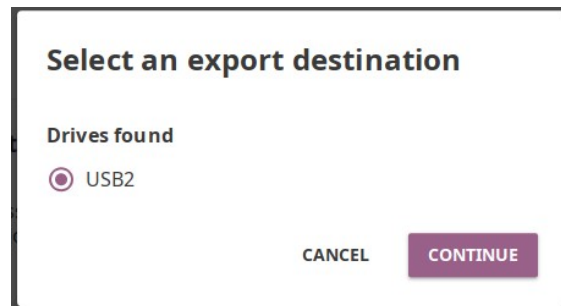 Select an export destination
Drives found
USB2
CANCEL CONTINUE